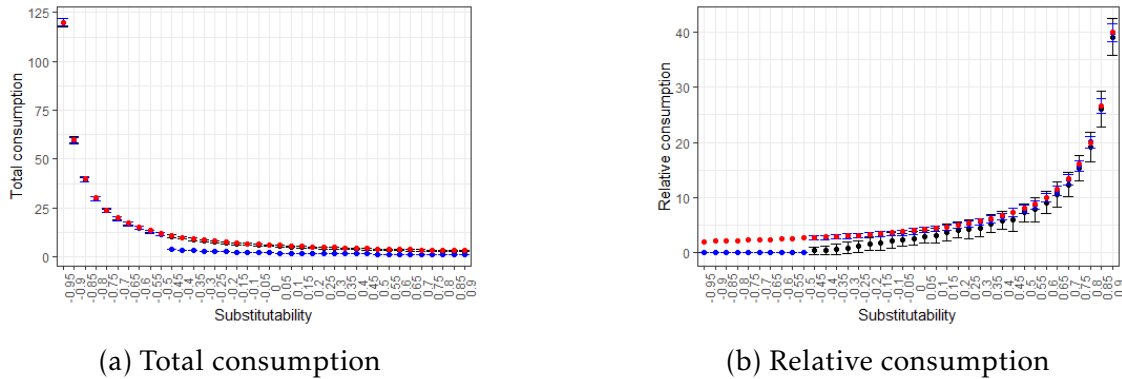 125
100
75
50
25
0
Total consumption
-0.95 -0.9 -0.85 -0.8 -0.75 -0.7 -0.65 -0.6 -0.55 -0.5 -0.45 -0.4 -0.35 -0.3 -0.25 -0.2 -0.15 -0.1 -0.05 0 0.05 0.1 0.15 0.2 0.25 0.3 0.35 0.4 0.45 0.5 0.55 0.6 0.65 0.7 0.75 0.8 0.85 0.9
Substitutability
(a) Total consumption
40
30
20
10
0
Relative consumption
-0.95 -0.9 -0.85 -0.8 -0.75 -0.7 -0.65 -0.6 -0.55 -0.5 -0.45 -0.4 -0.35 -0.3 -0.25 -0.2 -0.15 -0.1 -0.05 0 0.05 0.1 0.15 0.2 0.25 0.3 0.35 0.4 0.45 0.5 0.55 0.6 0.65 0.7 0.75 0.8 0.85 0.9
Substitutability
(b) Relative consumption